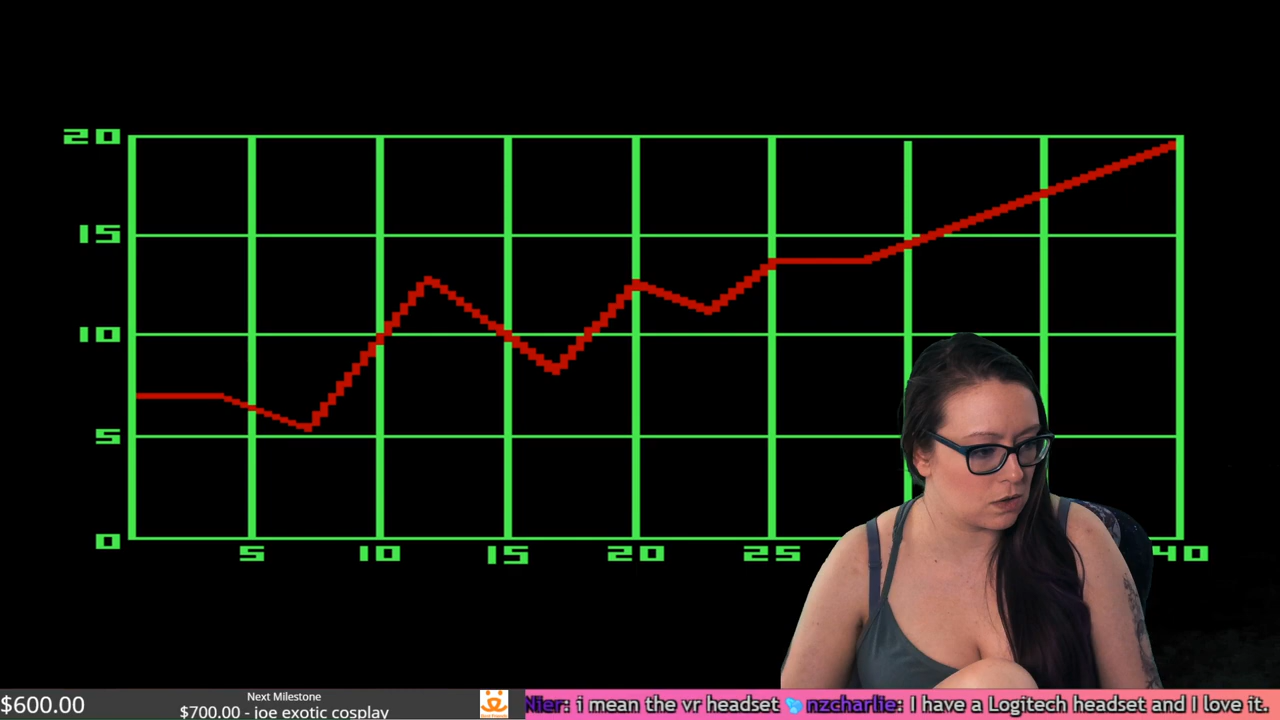 20
15
10
5
0
5 10 15 20 25 40
$600.00
Next Milestone
$700.00 - joe exotic cosplay
Nier: i mean the vr headset nzcharlie: I have a Logitech headset and I love it.